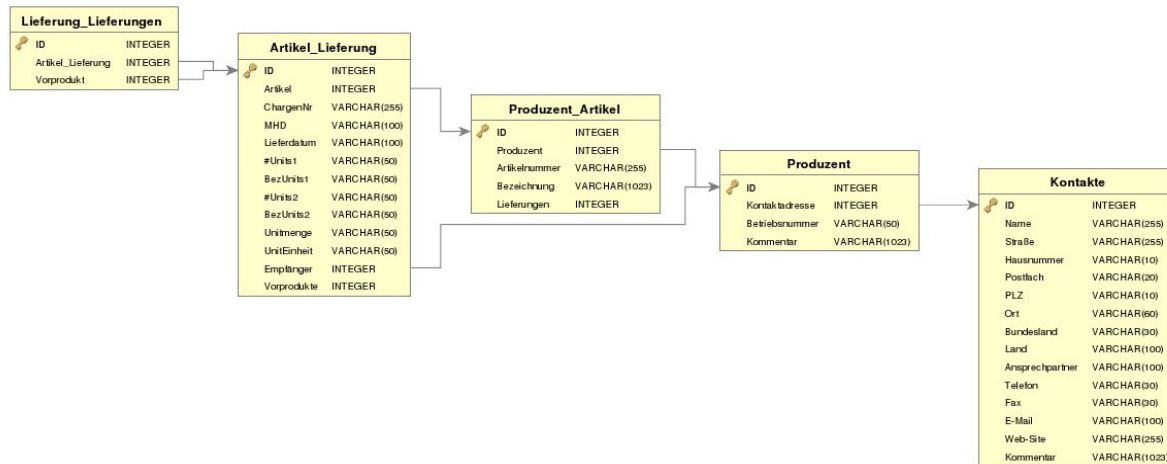 Lieferung_Lieferungen
ID INTEGER
Artikel_Lieferung INTEGER
Vorprodukt INTEGER
Artikel_Lieferung
ID INTEGER
Artikel INTEGER
ChargenNr VARCHAR(255)
MHD VARCHAR(100)
Lieferdatum VARCHAR(100)
#Units1 VARCHAR(50)
BezUnits1 VARCHAR(50)
#Units2 VARCHAR(50)
BezUnits2 VARCHAR(50)
Unitmenge VARCHAR(50)
UnitEinheit VARCHAR(50)
Empfänger INTEGER
Vorprodukte INTEGER
Produzent_Artikel
ID INTEGER
Produzent INTEGER
Artikelnummer VARCHAR(255)
Bezeichnung VARCHAR(1023)
Lieferungen INTEGER
Produzent
ID INTEGER
Kontaktadresse INTEGER
Betriebsnummer VARCHAR(50)
Kommentar VARCHAR(1023)
Kontakte
ID INTEGER
Name VARCHAR(255)
Straße VARCHAR(255)
Hausnummer VARCHAR(10)
Postfach VARCHAR(20)
PLZ VARCHAR(10)
Ort VARCHAR(60)
Bundesland VARCHAR(30)
Land VARCHAR(100)
Ansprechpartner VARCHAR(100)
Telefon VARCHAR(30)
Fax VARCHAR(30)
E-Mail VARCHAR(100)
Web-Site VARCHAR(255)
Kommentar VARCHAR(1023)